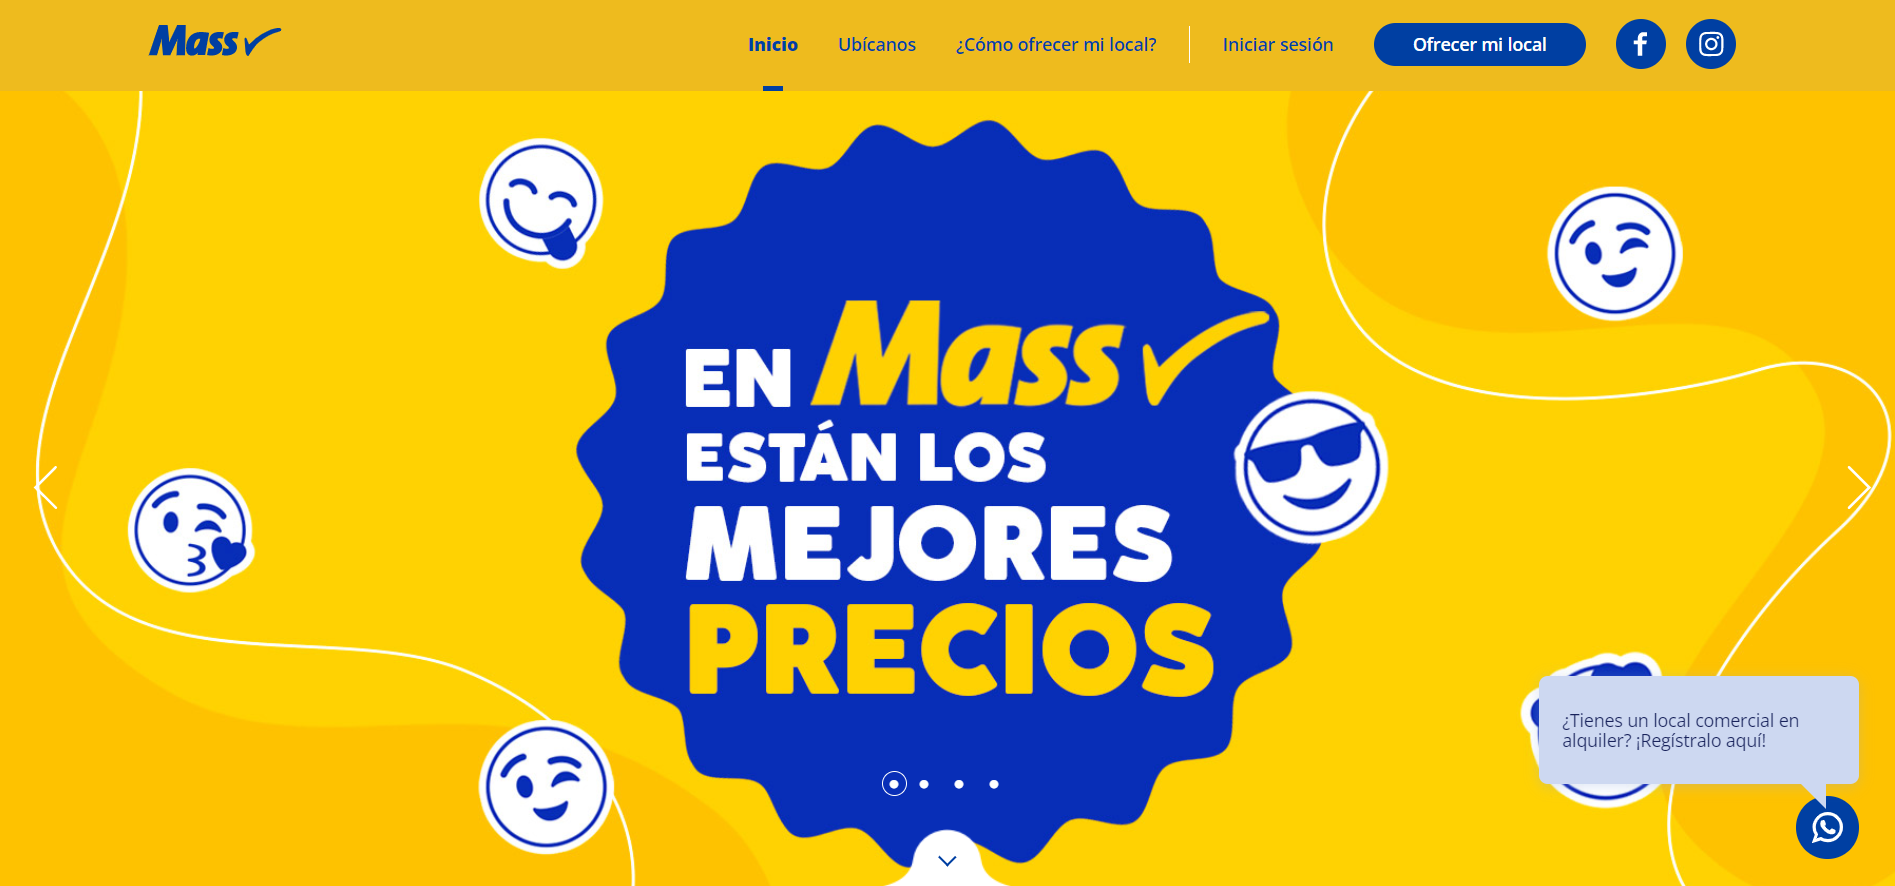 Mass
Inicio
Ubícanos
¿Cómo ofrecer mi local?
Iniciar sesión
Ofrecer mi local
EN Mass
ESTÁN LOS
MEJORES
PRECIOS
¿Tienes un local comercial en
alquiler? ¡Regístralo aquí!